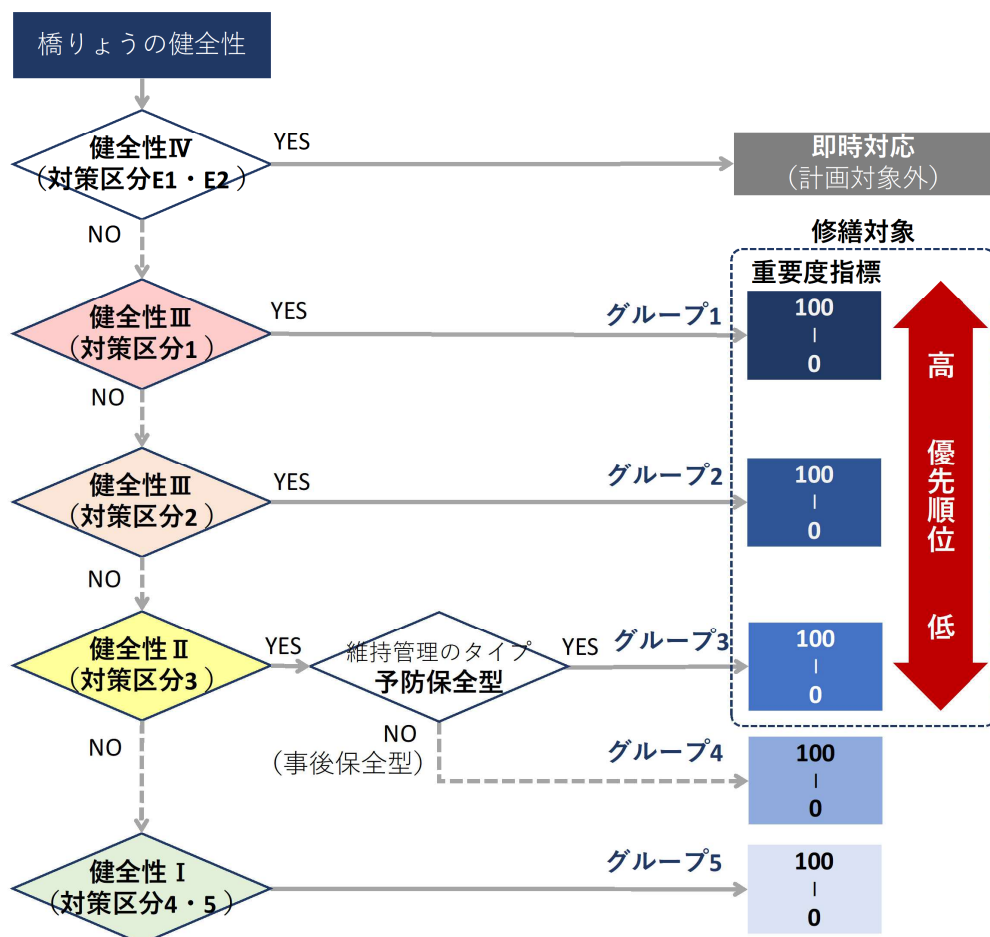 橋りょうの健全性
健全性Ⅳ
（対策区分E1・E2）
YES
即時対応
（計画対象外）
NO
修繕対象
重要度指標
健全性Ⅲ
（対策区分1）
YES
グループ1
100
|
0
高
NO
健全性Ⅲ
（対策区分2）
YES
グループ2
100
|
0
優先順位
NO
健全性Ⅱ
（対策区分3）
YES
維持管理のタイプ
予防保全型
YES
グループ3
100
|
0
低
NO
NO
（事後保全型）
グループ4
100
|
0
健全性Ⅰ
（対策区分4・5）
グループ5
100
|
0